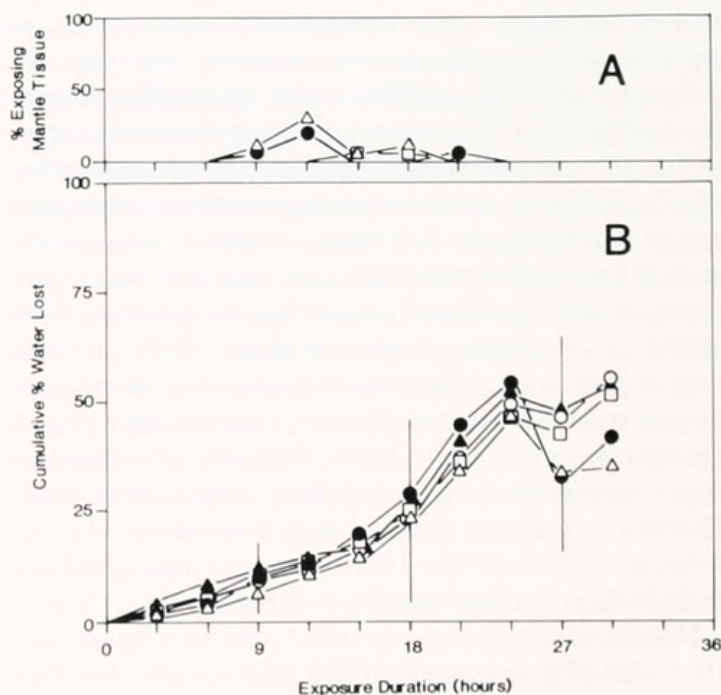 100
50
0
% Exposing
Mantle Tissue
A
100
75
50
25
0
Cumulative % Water Lost
B
0
9
18
27
36
Exposure Duration (hours)